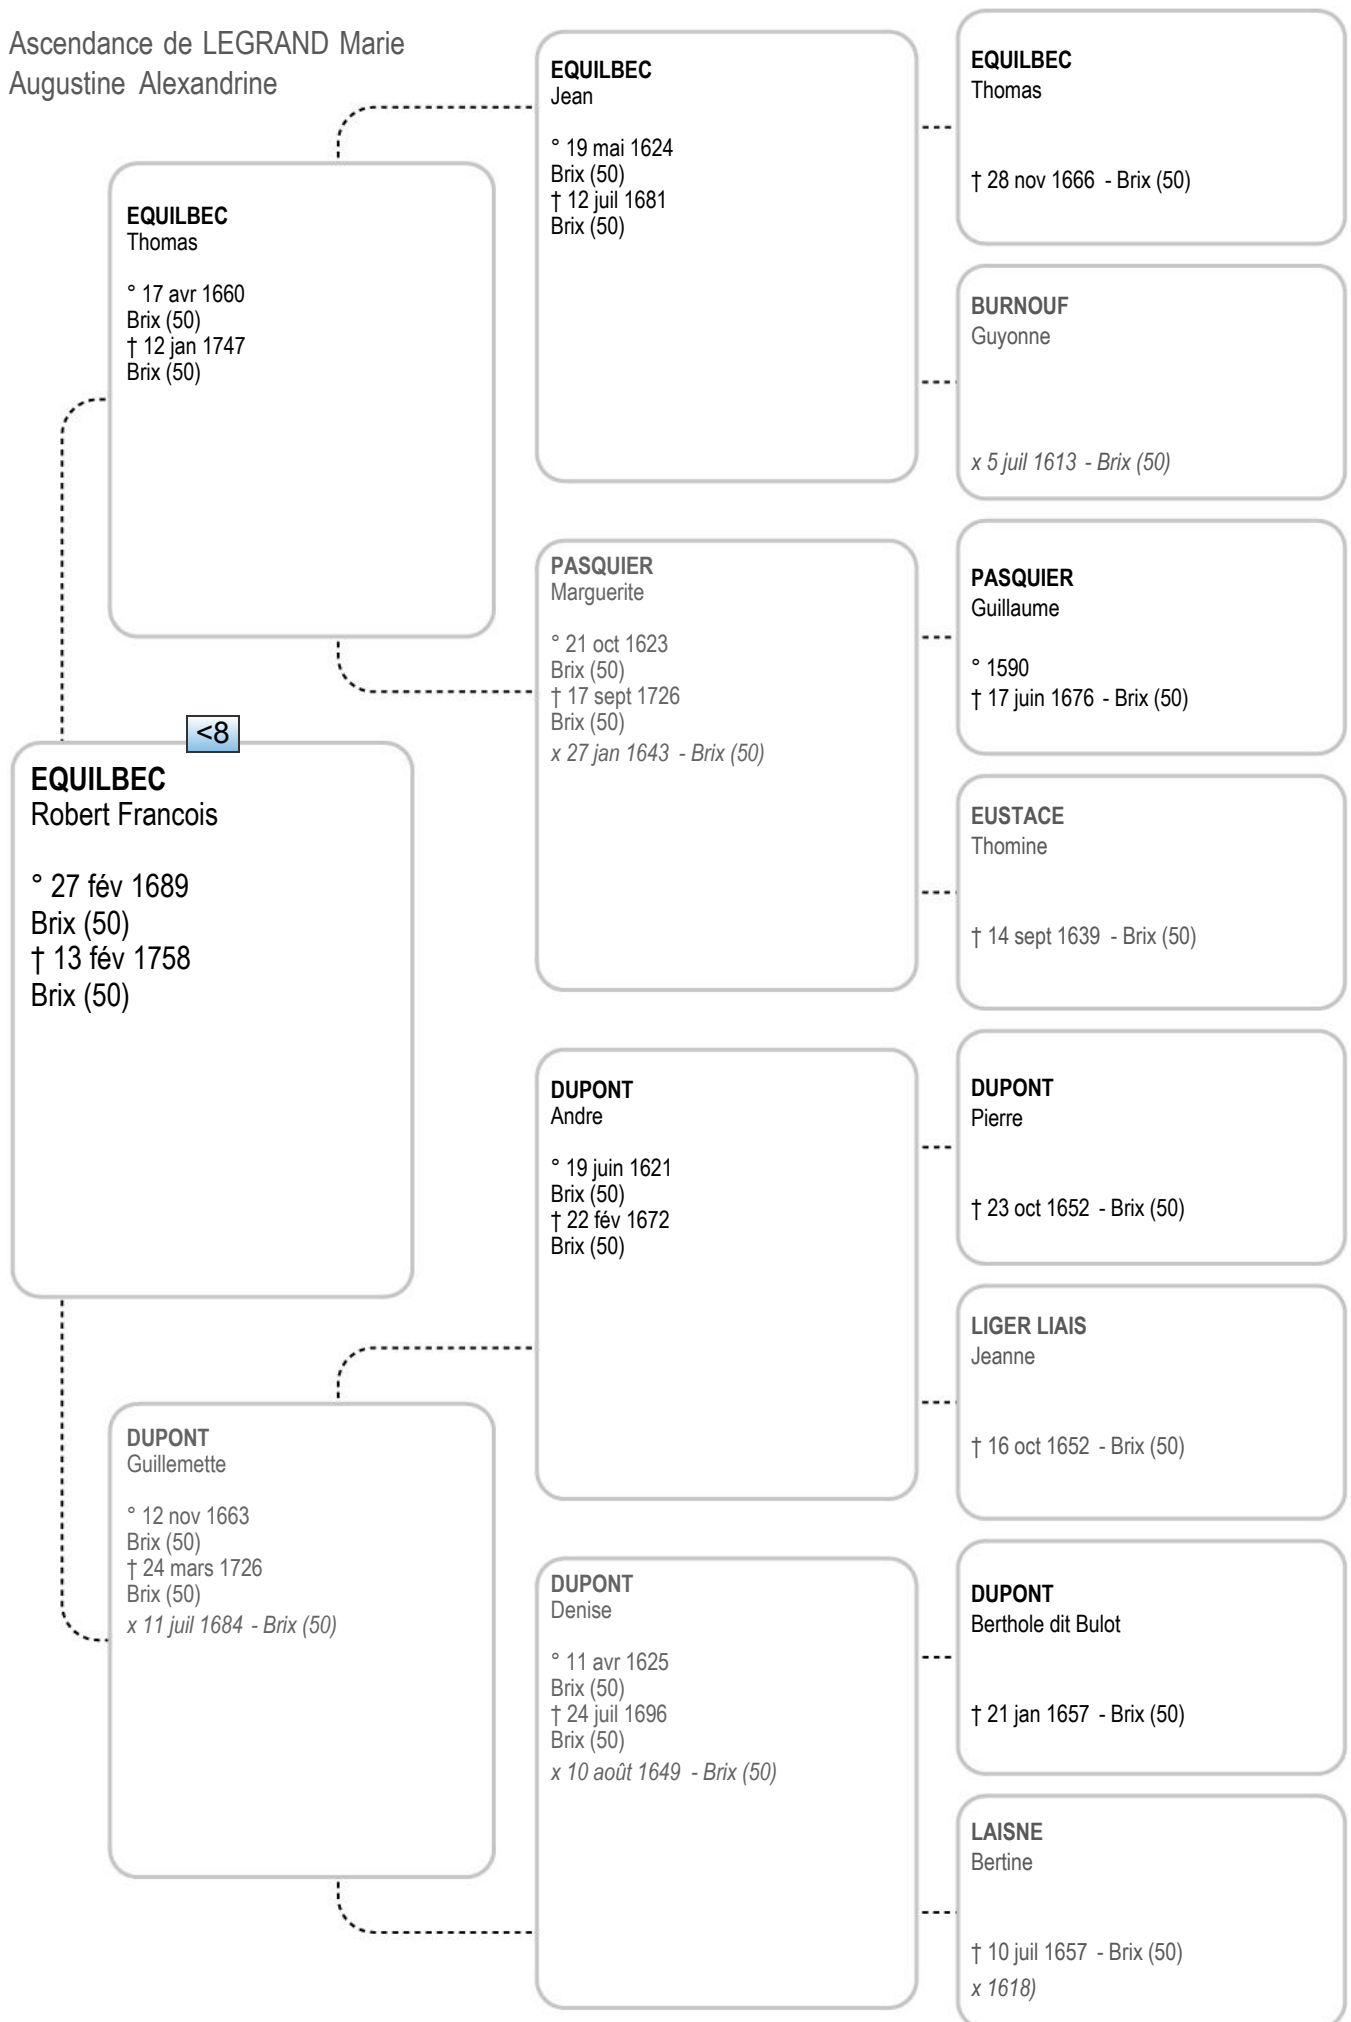 Ascendance de LEGRAND Marie
Augustine Alexandrine
<8
EQUILBEC
Robert Francois
° 27 fév 1689
Brix (50)
† 13 fév 1758
Brix (50)
EQUILBEC
Thomas
° 17 avr 1660
Brix (50)
† 12 jan 1747
Brix (50)
DUPONT
Guillemette
° 12 nov 1663
Brix (50)
† 24 mars 1726
Brix (50)
x 11 juil 1684 - Brix (50)
EQUILBEC
Jean
° 19 mai 1624
Brix (50)
† 12 juil 1681
Brix (50)
PASQUIER
Marguerite
° 21 oct 1623
Brix (50)
† 17 sept 1726
Brix (50)
x 27 jan 1643 - Brix (50)
DUPONT
Andre
° 19 juin 1621
Brix (50)
† 22 fév 1672
Brix (50)
DUPONT
Denise
° 11 avr 1625
Brix (50)
† 24 juil 1696
Brix (50)
x 10 août 1649 - Brix (50)
EQUILBEC
Thomas
† 28 nov 1666 - Brix (50)
BURNOUF
Guyonne
x 5 juil 1613 - Brix (50)
PASQUIER
Guillaume
° 1590
† 17 juin 1676 - Brix (50)
EUSTACE
Thomine
† 14 sept 1639 - Brix (50)
DUPONT
Pierre
† 23 oct 1652 - Brix (50)
LIGER LIAIS
Jeanne
† 16 oct 1652 - Brix (50)
DUPONT
Berthole dit Bulot
† 21 jan 1657 - Brix (50)
LAISNE
Bertine
† 10 juil 1657 - Brix (50)
x 1618)